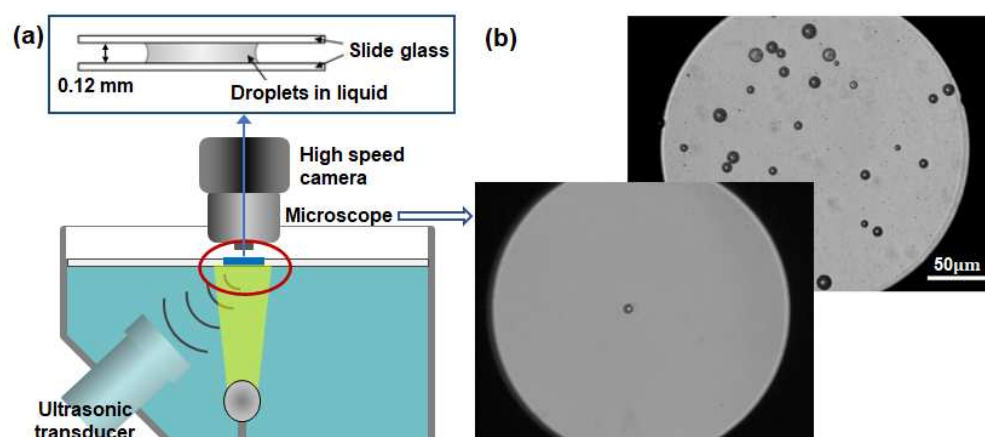 (a)
Slide glass
0.12 mm
Droplets in liquid
High speed
camera
Microscope
Ultrasonic
transducer
(b)
50μm